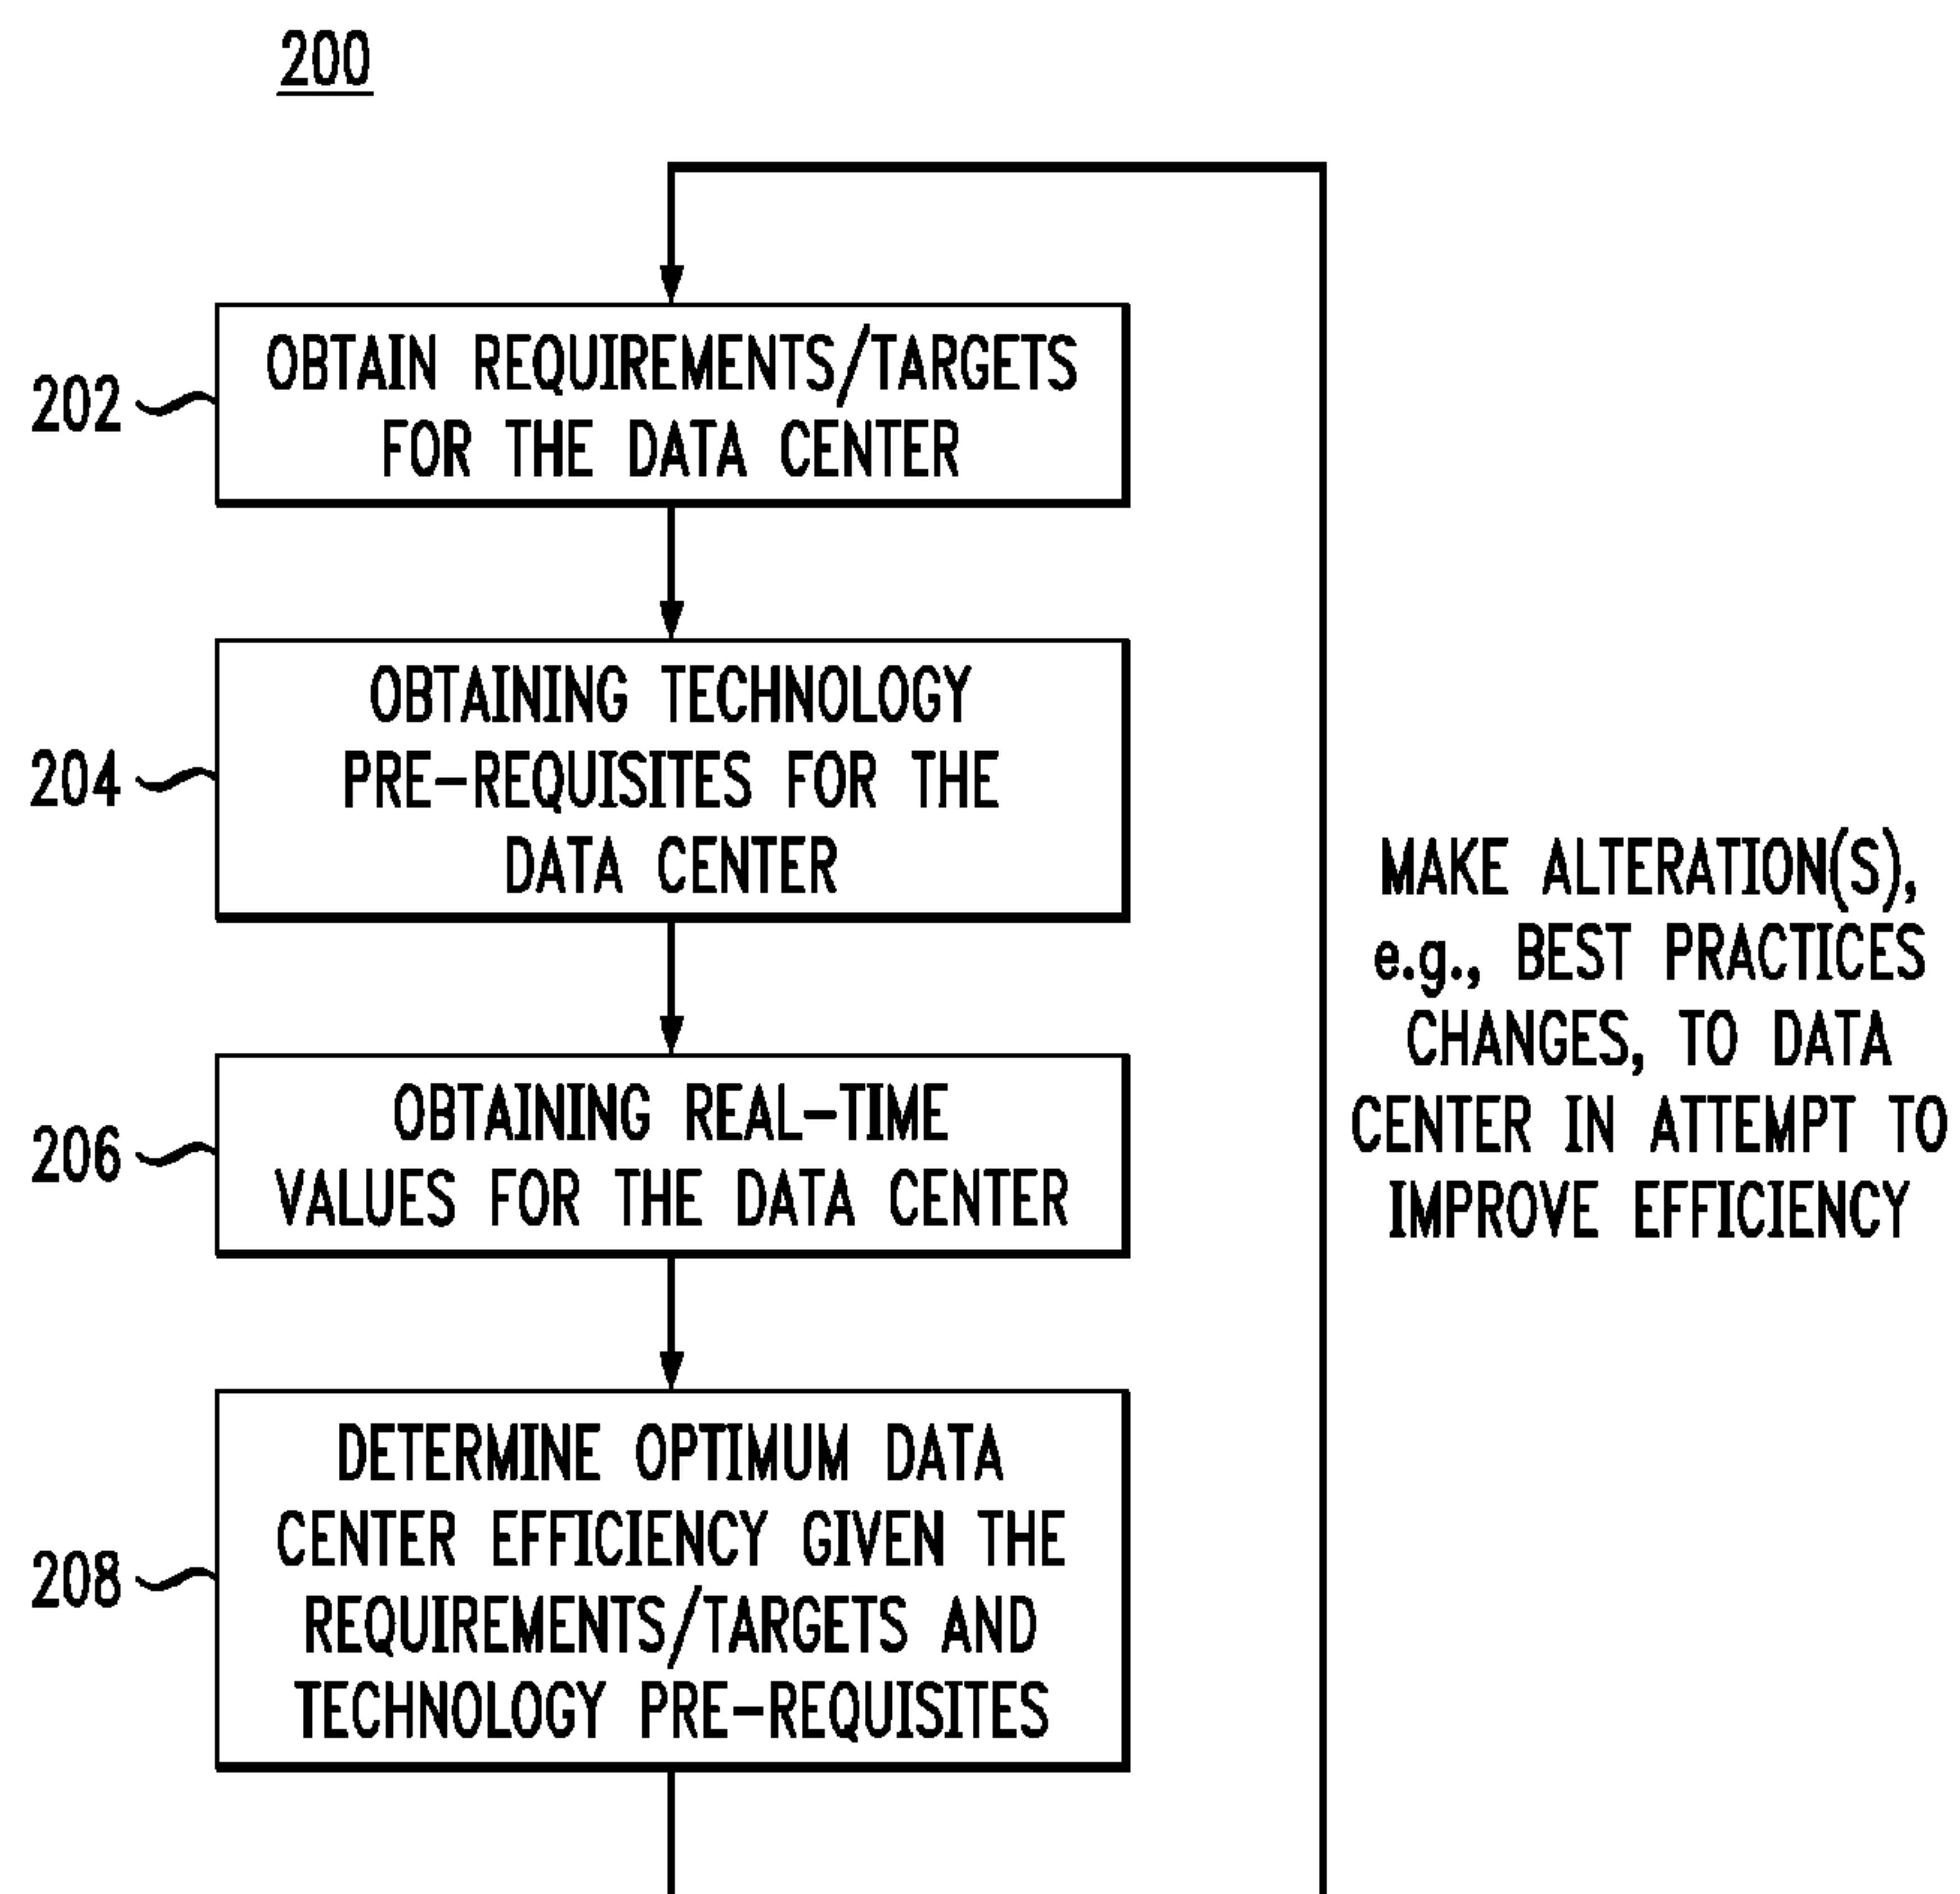 200
202
OBTAIN REQUIREMENTS/TARGETS
FOR THE DATA CENTER
204
OBTAINING TECHNOLOGY
PRE-REQUISITES FOR THE
DATA CENTER
206
OBTAINING REAL-TIME
VALUES FOR THE DATA CENTER
208
DETERMINE OPTIMUM DATA
CENTER EFFICIENCY GIVEN THE
REQUIREMENTS/TARGETS AND
TECHNOLOGY PRE-REQUISITES
MAKE ALTERATION(S),
e.g., BEST PRACTICES
CHANGES, TO DATA
CENTER IN ATTEMPT TO
IMPROVE EFFICIENCY